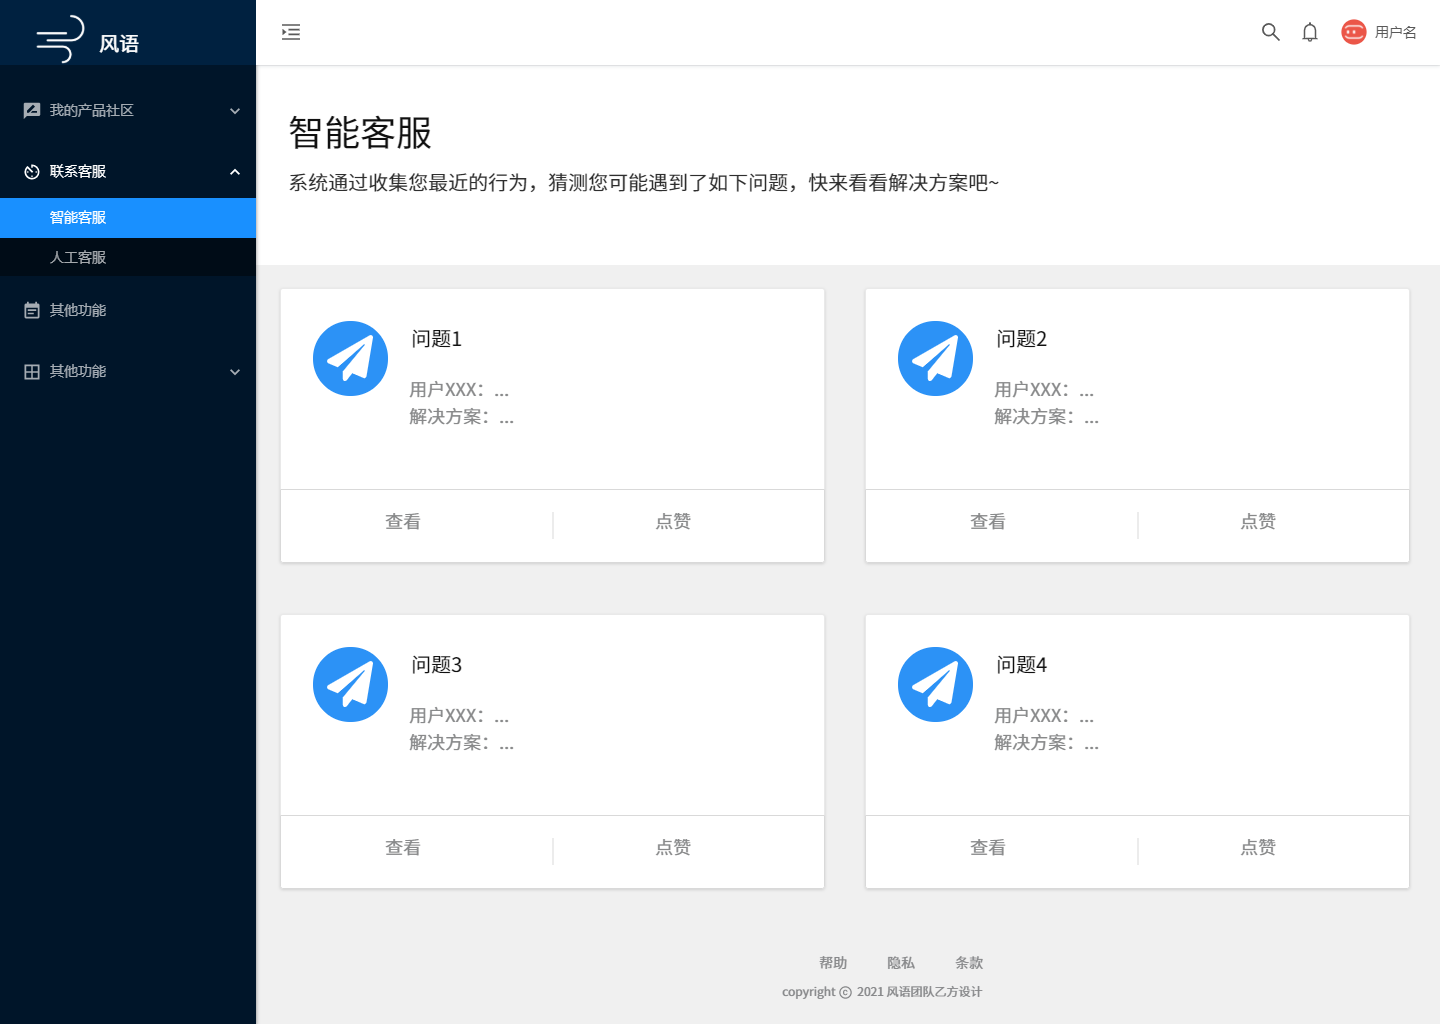 风语
用户名
我的产品社区
联系客服
智能客服
人工客服
其他功能
其他功能
智能客服
系统通过收集您最近的行为，猜测您可能遇到了如下问题，快来看看解决方案吧~
问题1
用户XXX：...
解决方案：...
查看 点赞
问题2
用户XXX：...
解决方案：...
查看 点赞
问题3
用户XXX：...
解决方案：...
查看 点赞
问题4
用户XXX：...
解决方案：...
查看 点赞
帮助 隐私 条款
copyright © 2021 风语团队乙方设计